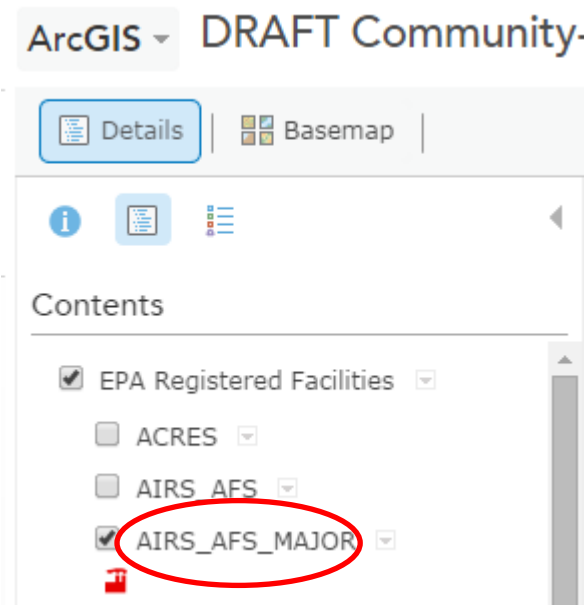 ArcGIS DRAFT Community-
Details Basemap
Contents
EPA Registered Facilities
ACRES
AIRS_AFS
AIRS_AFS_MAJOR